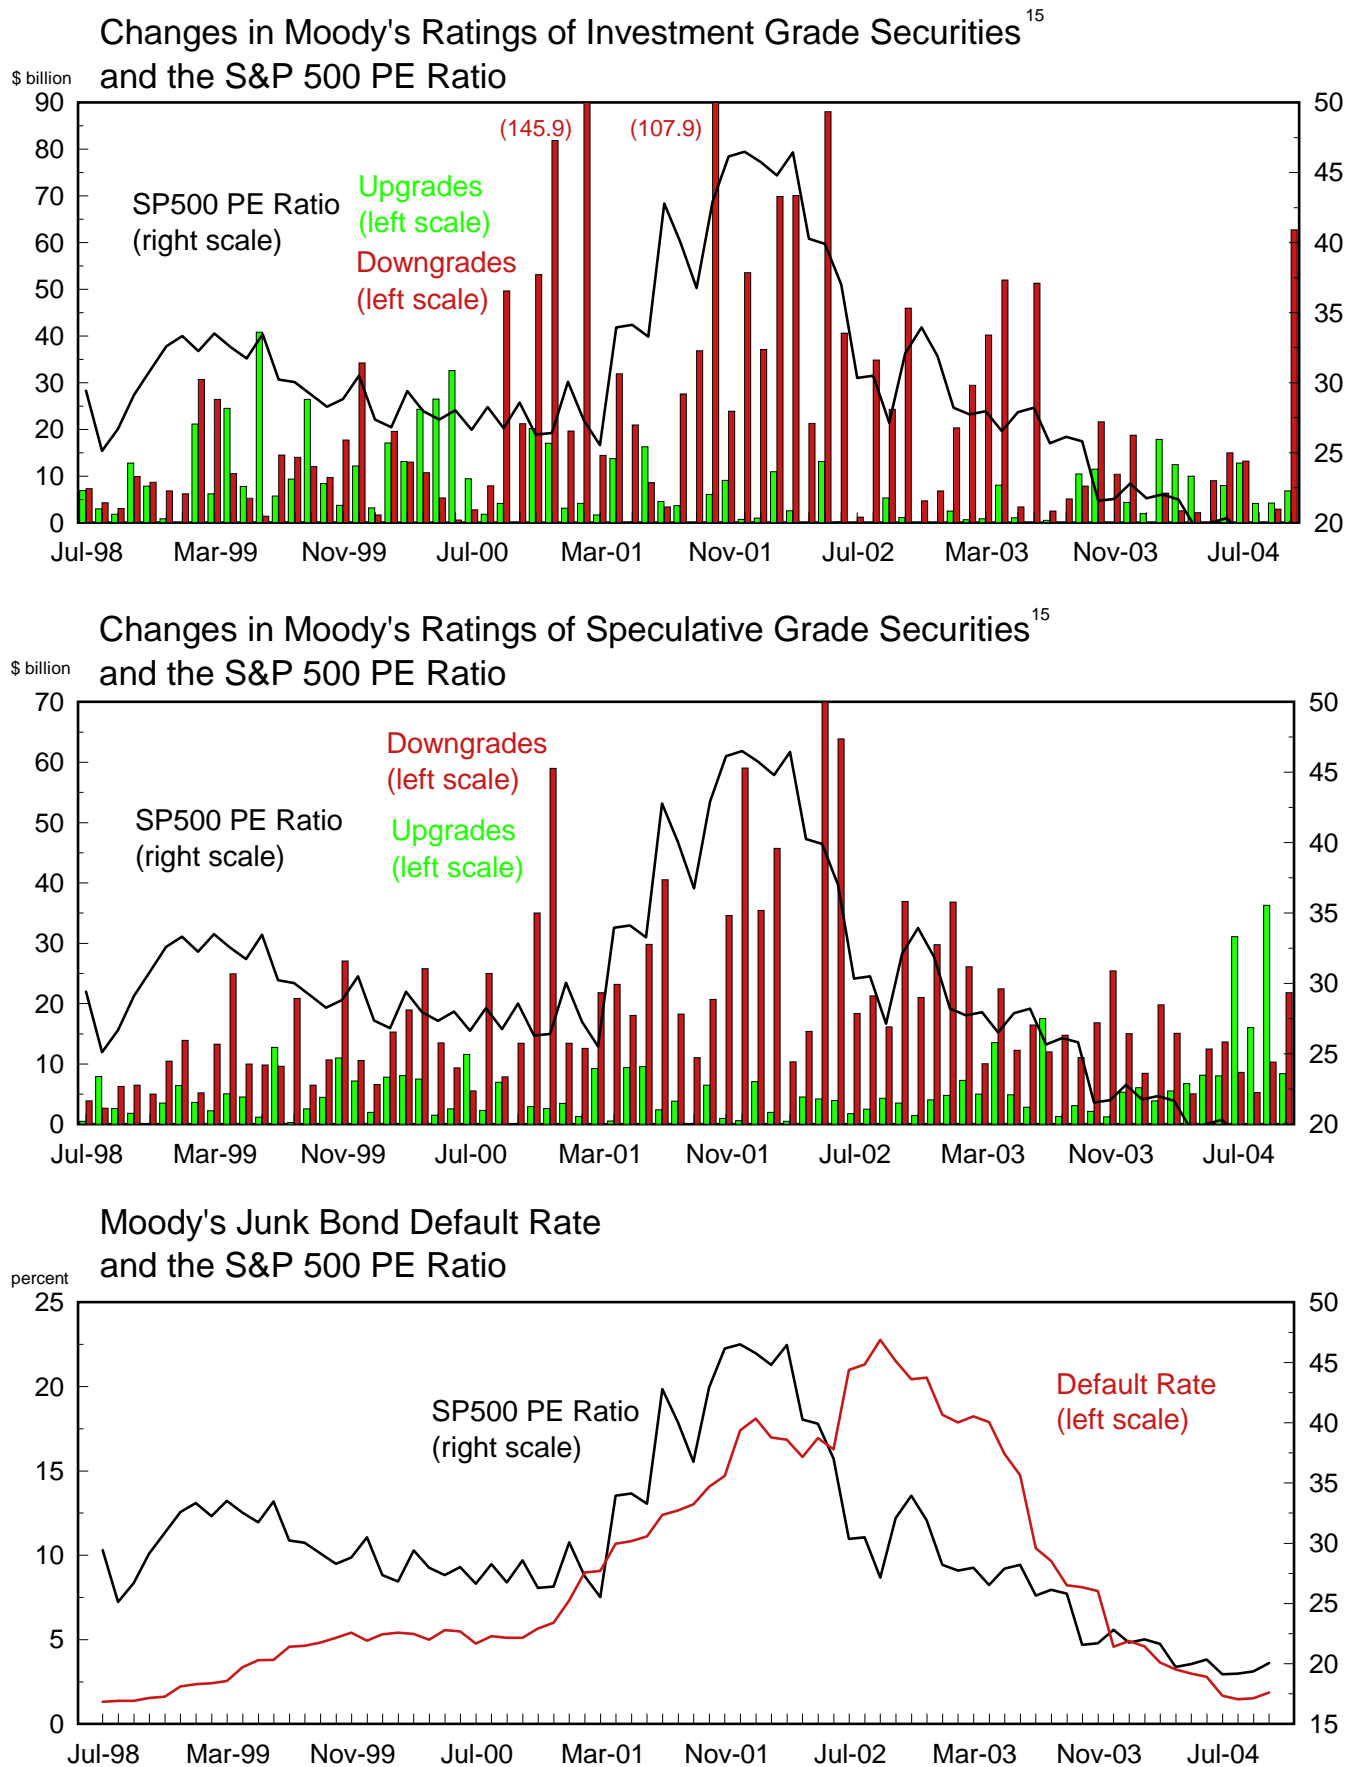 Changes in Moody's Ratings of Investment Grade Securities 15
and the S&P 500 PE Ratio
$ billion
90
80
70
60
50
40
30
20
10
0
50
45
40
35
30
25
20
(145.9)
(107.9)
SP500 PE Ratio
(right scale)
Upgrades
(left scale)
Downgrades
(left scale)
Jul-98 Mar-99 Nov-99 Jul-00 Mar-01 Nov-01 Jul-02 Mar-03 Nov-03 Jul-04
Changes in Moody's Ratings of Speculative Grade Securities 15
and the S&P 500 PE Ratio
$ billion
70
60
50
40
30
20
10
0
50
45
40
35
30
25
20
Downgrades
(left scale)
SP500 PE Ratio
(right scale)
Upgrades
(left scale)
Jul-98 Mar-99 Nov-99 Jul-00 Mar-01 Nov-01 Jul-02 Mar-03 Nov-03 Jul-04
Moody's Junk Bond Default Rate
and the S&P 500 PE Ratio
percent
25
20
15
10
5
0
50
45
40
35
30
25
20
15
SP500 PE Ratio
(right scale)
Default Rate
(left scale)
Jul-98 Mar-99 Nov-99 Jul-00 Mar-01 Nov-01 Jul-02 Mar-03 Nov-03 Jul-04